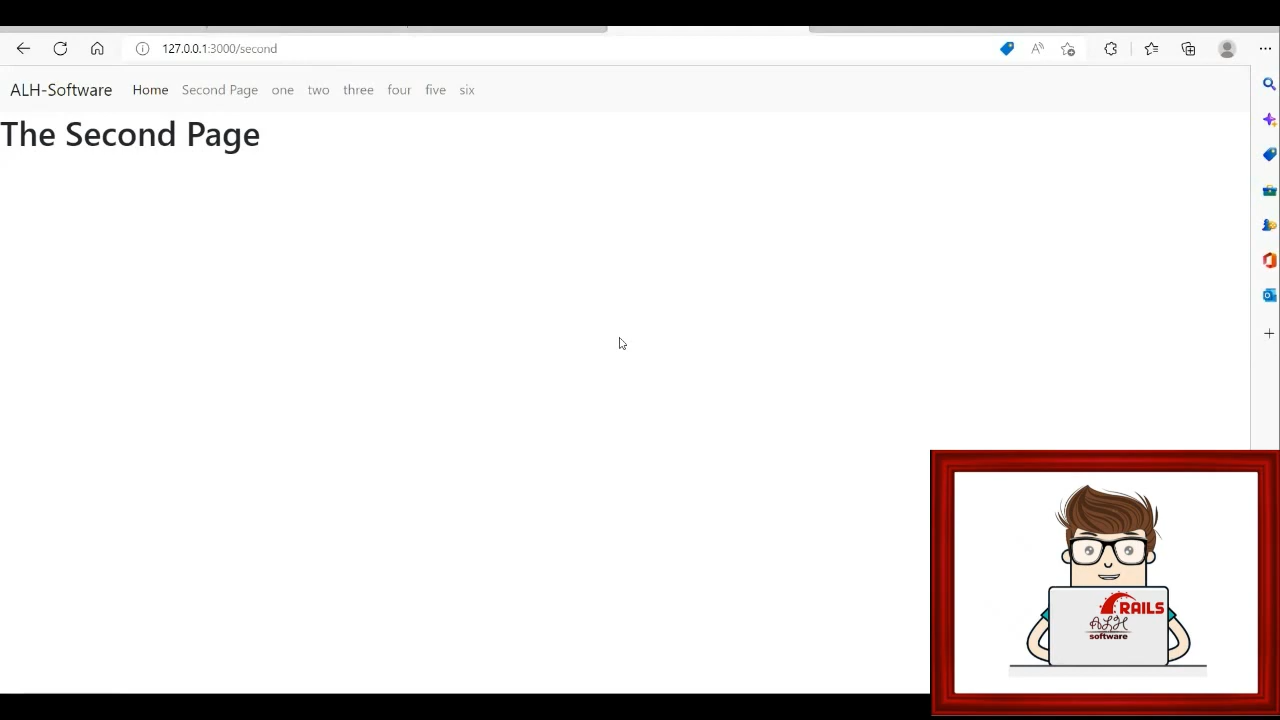 127.0.0.1:3000/second
ALH-Software Home Second Page one two three four five six
The Second Page
RAILS
ALH
software